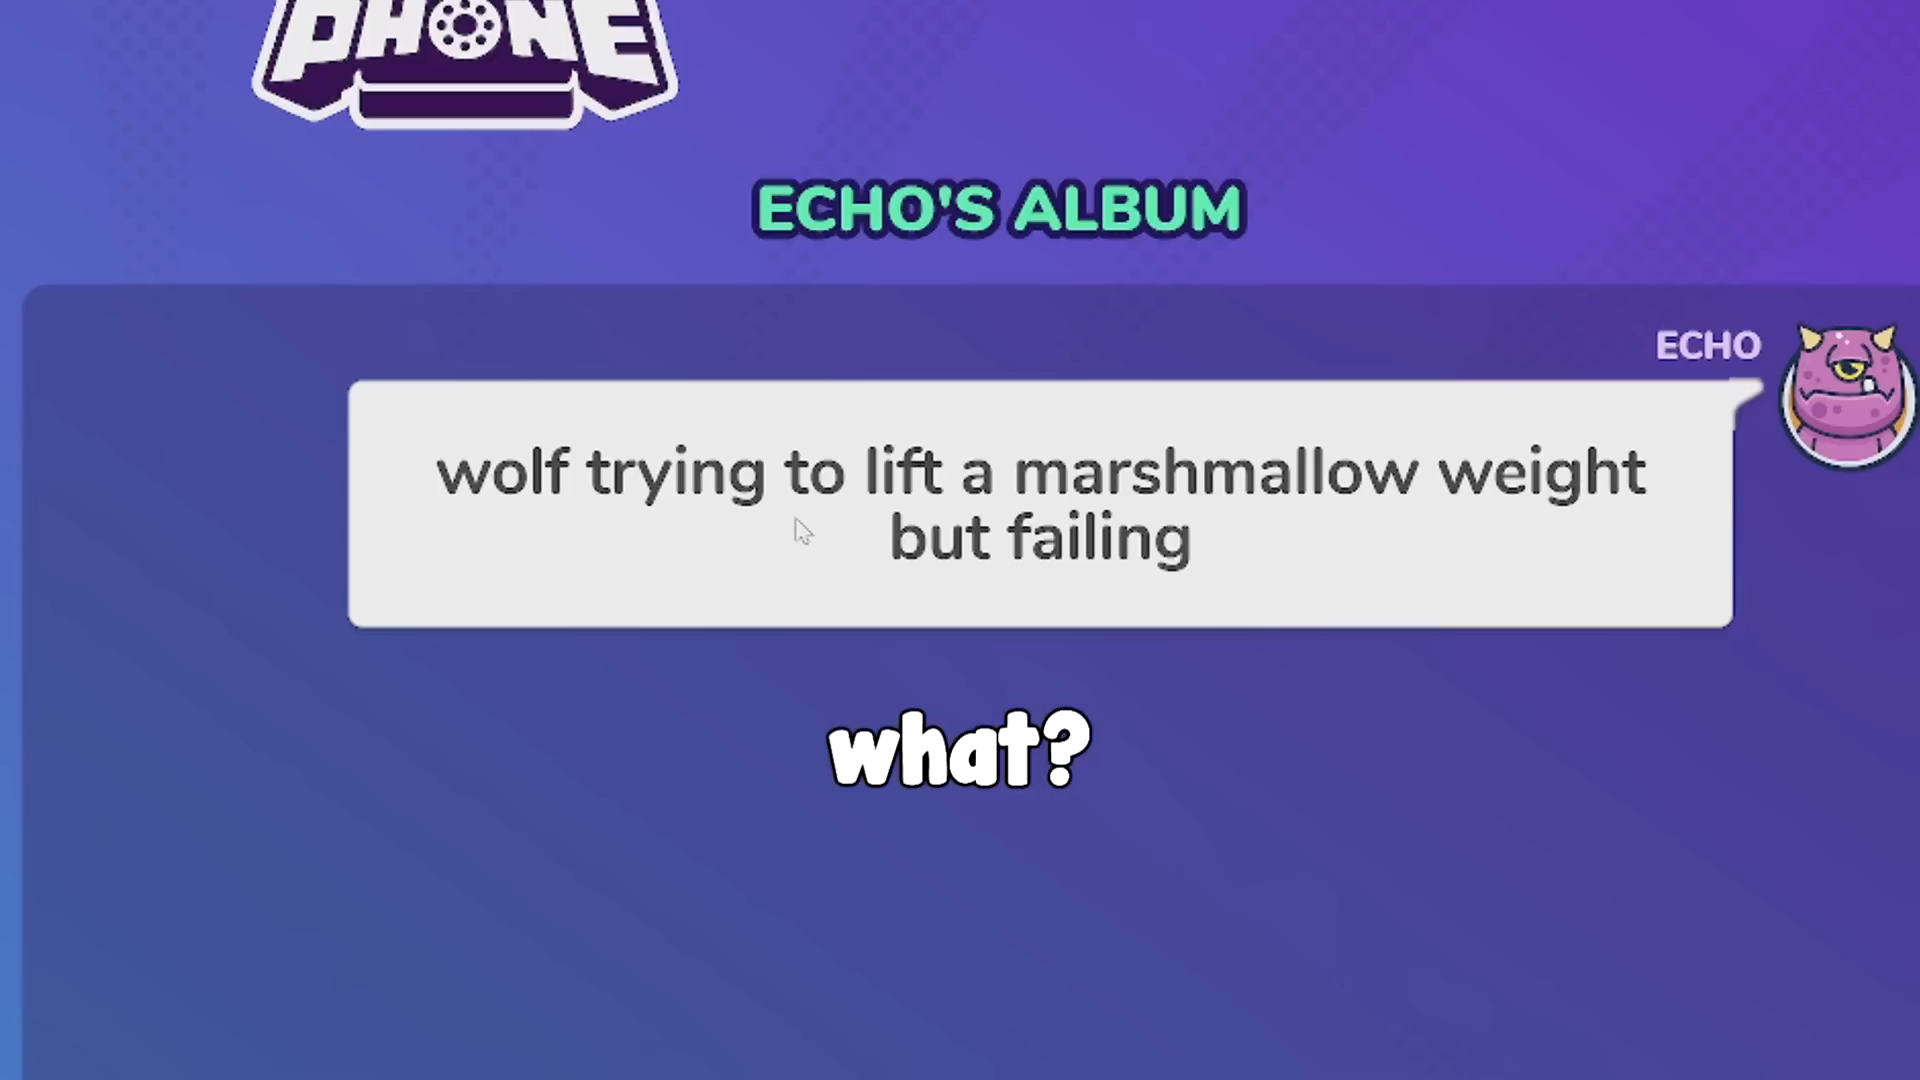 PHONE
ECHO'S ALBUM
ECHO
wolf trying to lift a marshmallow weight
but failing
what?